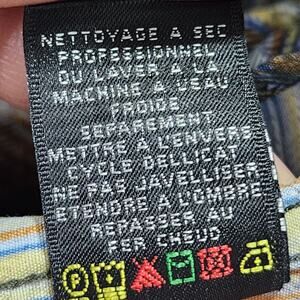 NETTOYAGE A SEC
PROFESSIONNEL
OU LAVER A LA
MACHINE A L'EAU
FROIDE
SEPAREMENT
METTRE A L'ENVERS
CYCLE DELLICAT
NE PAS JAVELLISER
ETENDRE A L'OMBRE
REPASSER AU
FER CHEUD
P